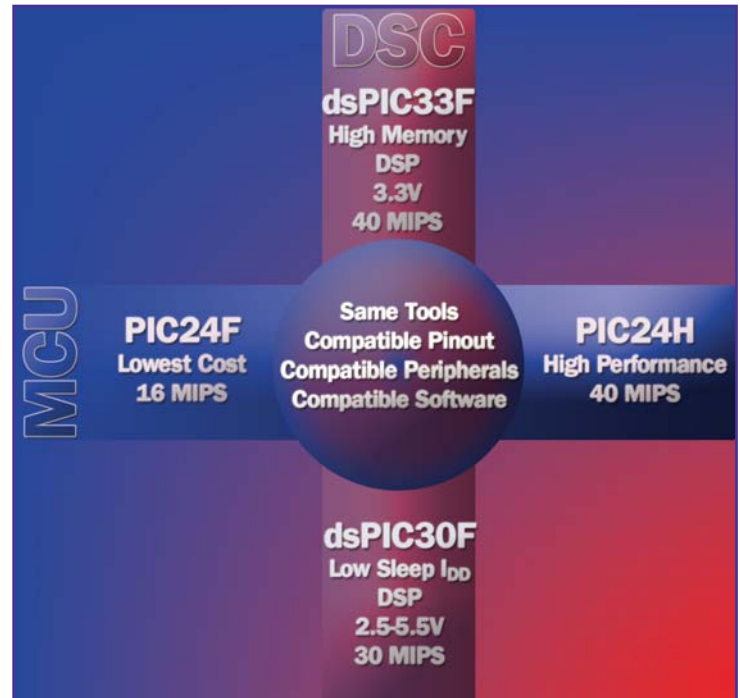 DSC
dsPIC33F
High Memory
DSP
3.3V
40 MIPS
MCU
PIC24F
Lowest Cost
16 MIPS
Same Tools
Compatible Pinout
Compatible Peripherals
Compatible Software
PIC24H
High Performance
40 MIPS
dsPIC30F
Low Sleep IDD
DSP
2.5-5.5V
30 MIPS